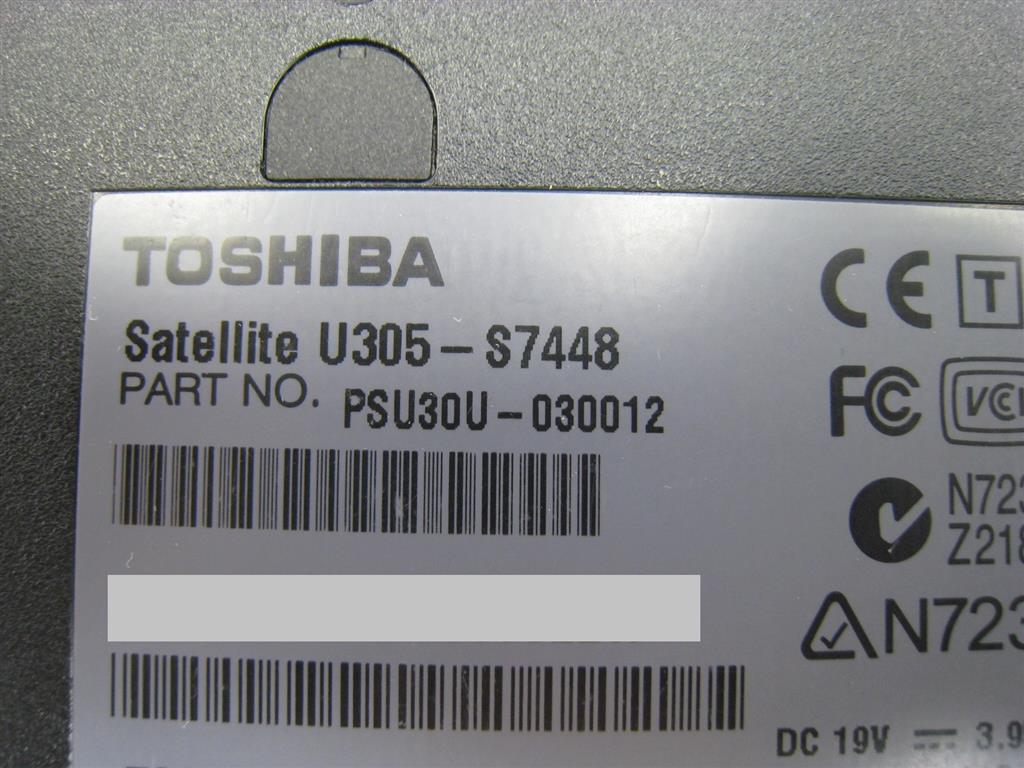 TOSHIBA
Satellite U305-S7448
PART NO. PSU30U-030012
CE T
FC
N723
Z218
N723
DC 19V ⎓ 3.9